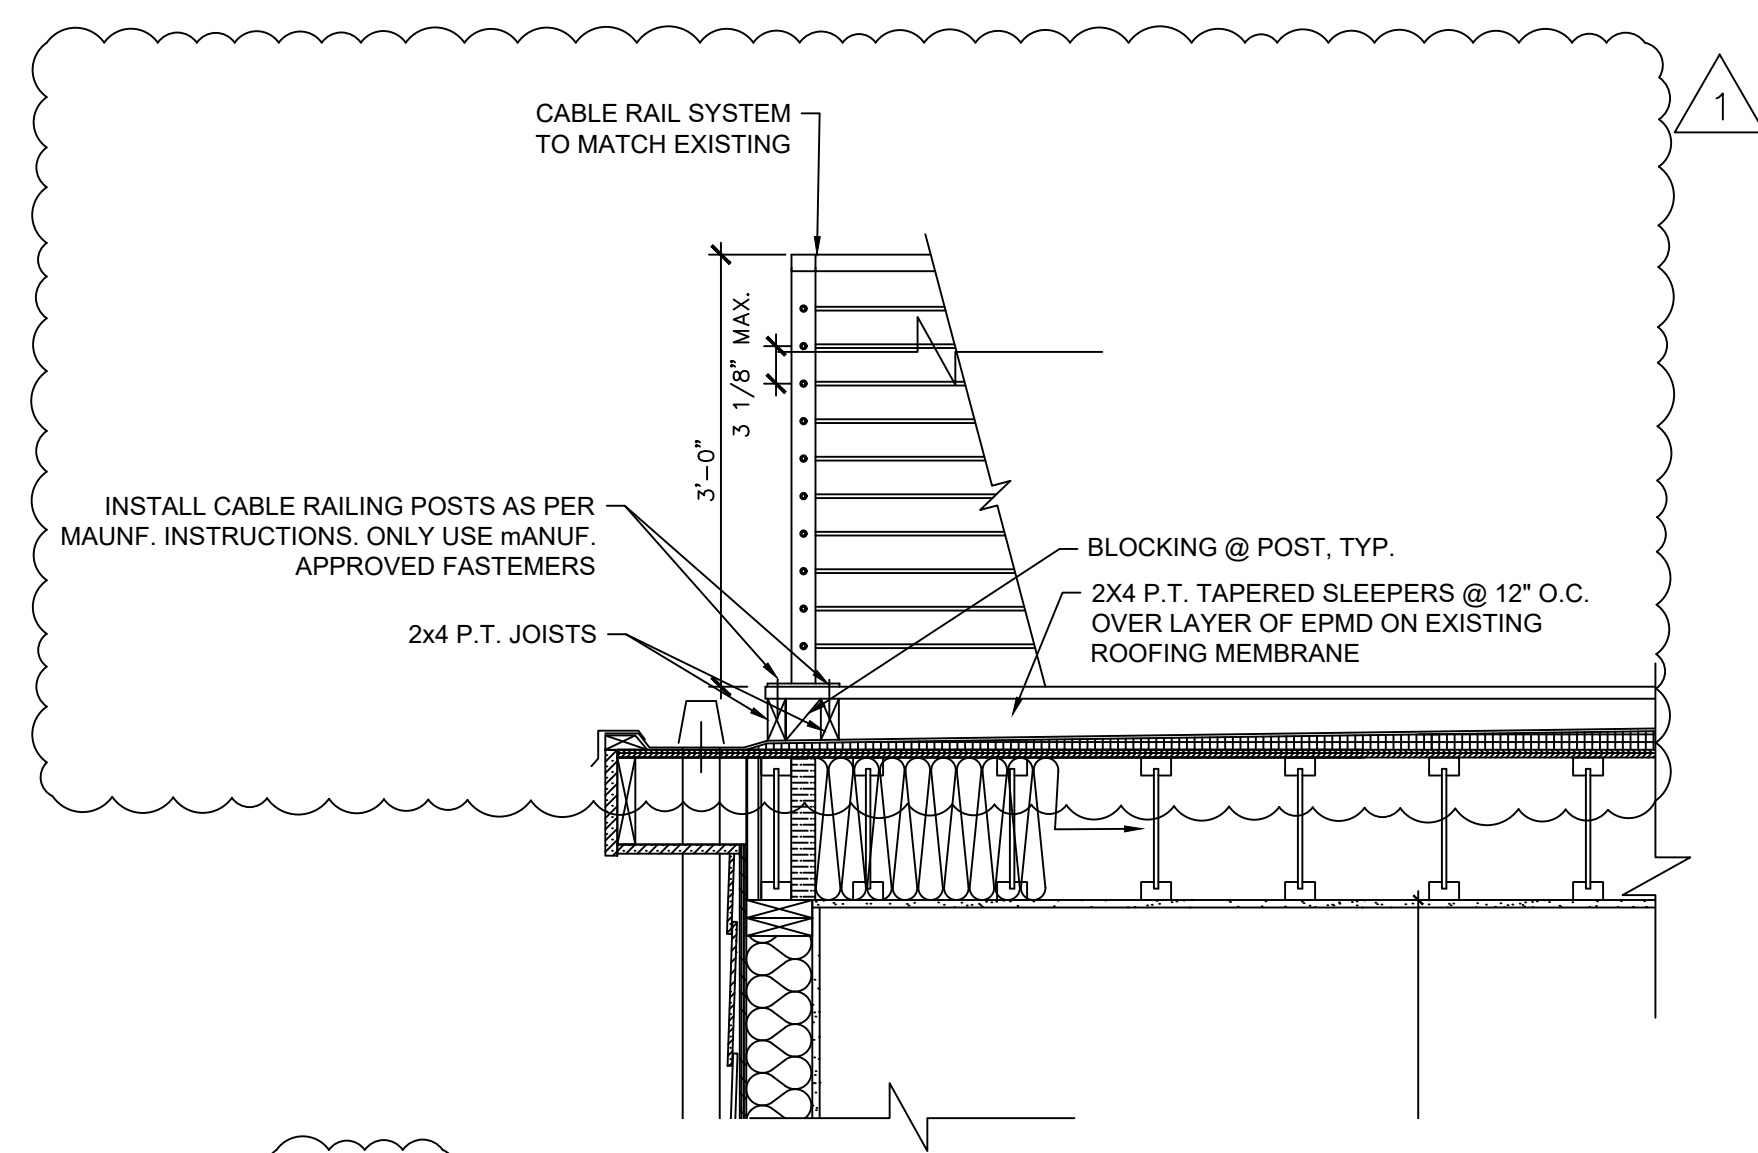 CABLE RAIL SYSTEM
TO MATCH EXISTING
1
3 1/8" MAX.
3'-0"
INSTALL CABLE RAILING POSTS AS PER
MAUNF. INSTRUCTIONS. ONLY USE mANUF.
APPROVED FASTEMERS
2x4 P.T. JOISTS
BLOCKING @ POST, TYP.
2X4 P.T. TAPERED SLEEPERS @ 12" O.C.
OVER LAYER OF EPMD ON EXISTING
ROOFING MEMBRANE